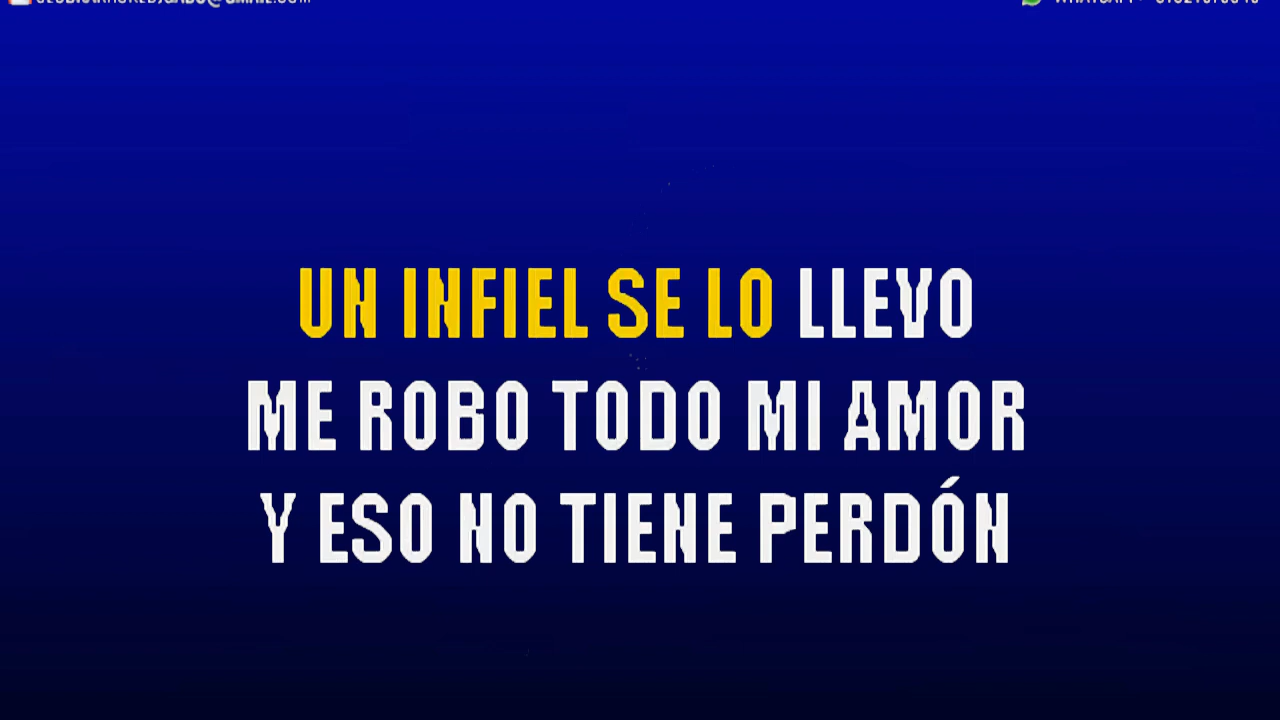 UN INFIEL SE LO LLEVO
ME ROBO TODO MI AMOR
Y ESO NO TIENE PERDÓN